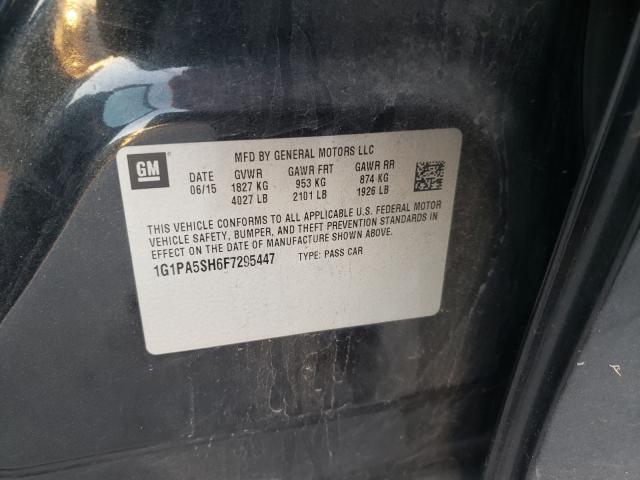 GM
MFD BY GENERAL MOTORS LLC
DATE GVWR GAWR FRT GAWR RR
06/15 1827 KG 953 KG 874 KG
4027 LB 2101 LB 1926 LB
THIS VEHICLE CONFORMS TO ALL APPLICABLE U.S. FEDERAL MOTOR
VEHICLE SAFETY, BUMPER, AND THEFT PREVENTION STANDARDS IN
EFFECT ON THE DATE OF MANUFACTURE SHOWN ABOVE.
1G1PA5SH6F7295447 TYPE: PASS CAR